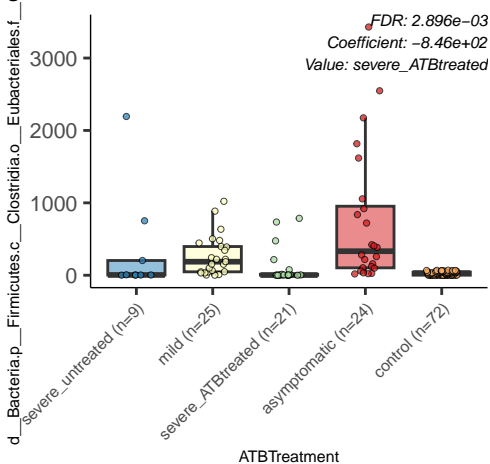 FDR: 2.896e−03
Coefficient: −8.46e+02
Value: severe_ATBtreated
d__Bacteria.p__Firmicutes.c__Clostridia.o__Eubacteriales.f__
3000
2000
1000
0
severe_untreated (n=9)
mild (n=25)
severe_ATBtreated (n=21)
asymptomatic (n=24)
control (n=72)
ATBTreatment